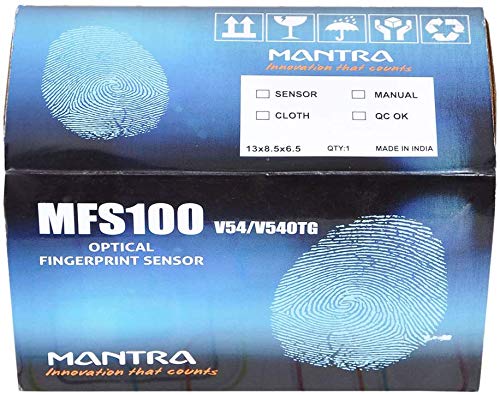 MANTRA
Innovation that counts
SENSOR MANUAL
CLOTH QC OK
13x8.5x6.5 QTY:1 MADE IN INDIA
MFS100 V54/V540TG
OPTICAL
FINGERPRINT SENSOR
MANTRA
Innovation that counts